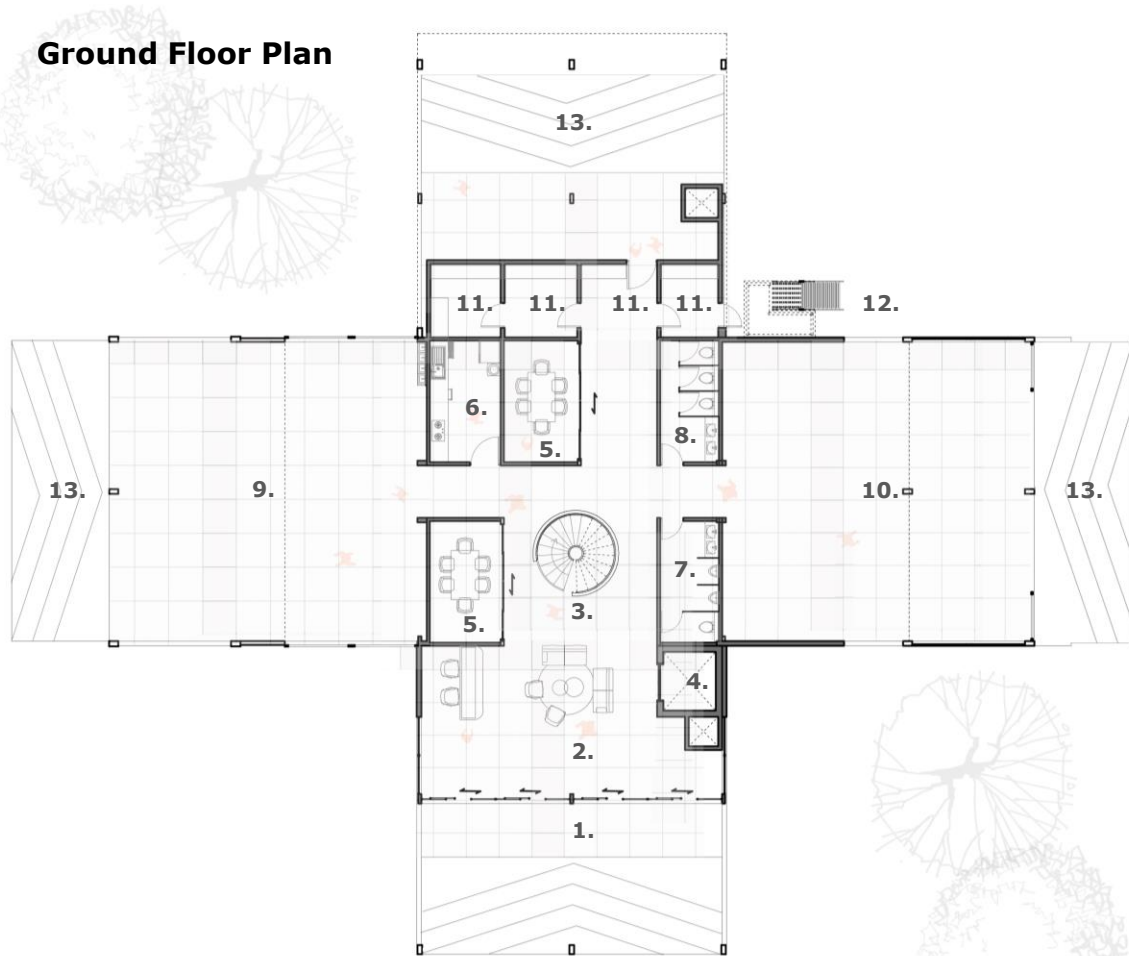 Ground Floor Plan
13.
11. 11. 11. 11. 12.
6. 5. 8.
13. 9. 10. 13.
7.
5. 3.
4.
2.
1.